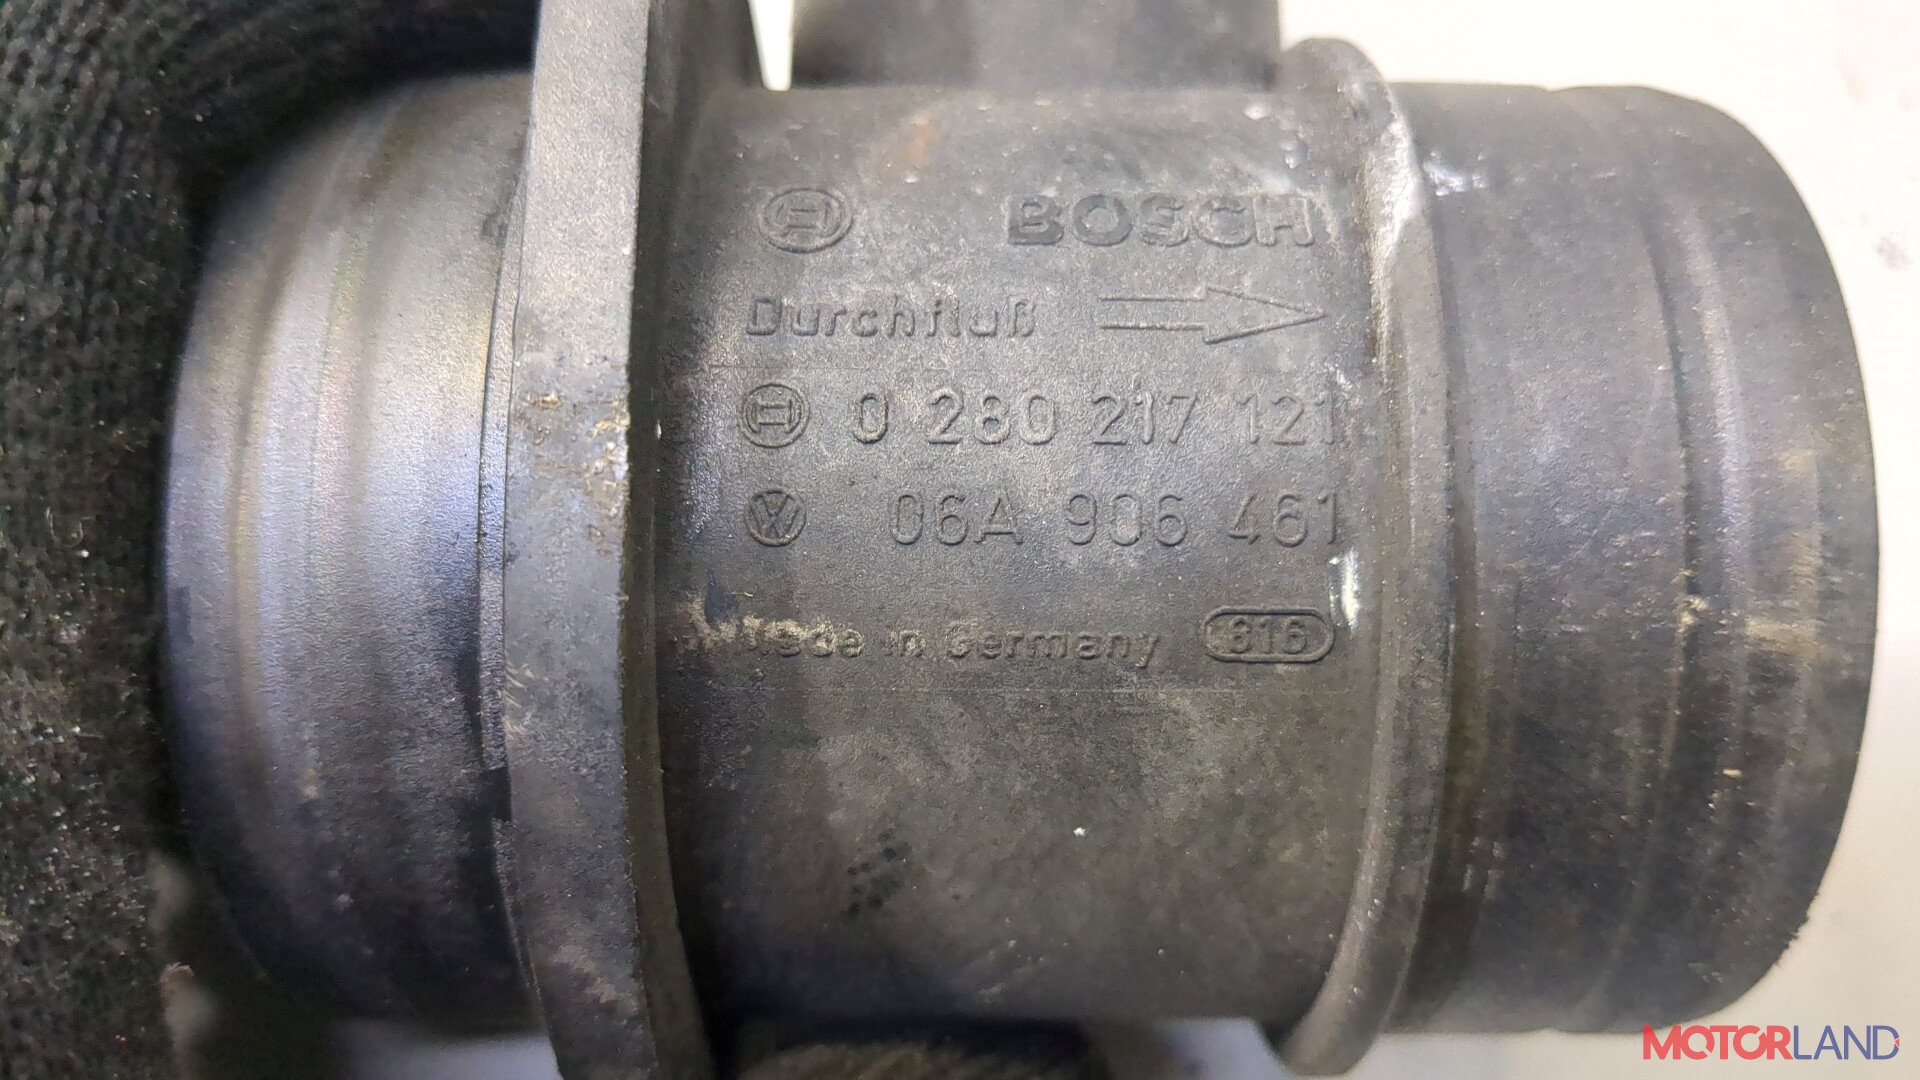 BOSCH
Durchfluß
0 280 217 121
06A 906 461
Made in Germany 816
MOTORLAND